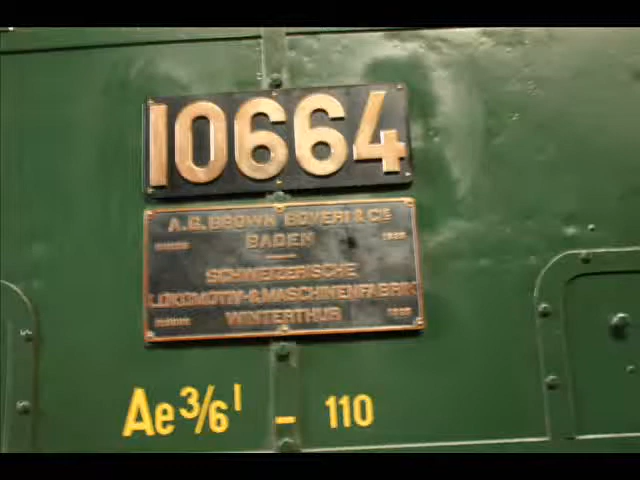 10664
A.G. BROWN BOVERI & CIE
BADEN
SCHWEIZERISCHE
LOKOMOTIV-& MASCHINENFABRIK
WINTERTHUR
Ae 3/6 I - 110